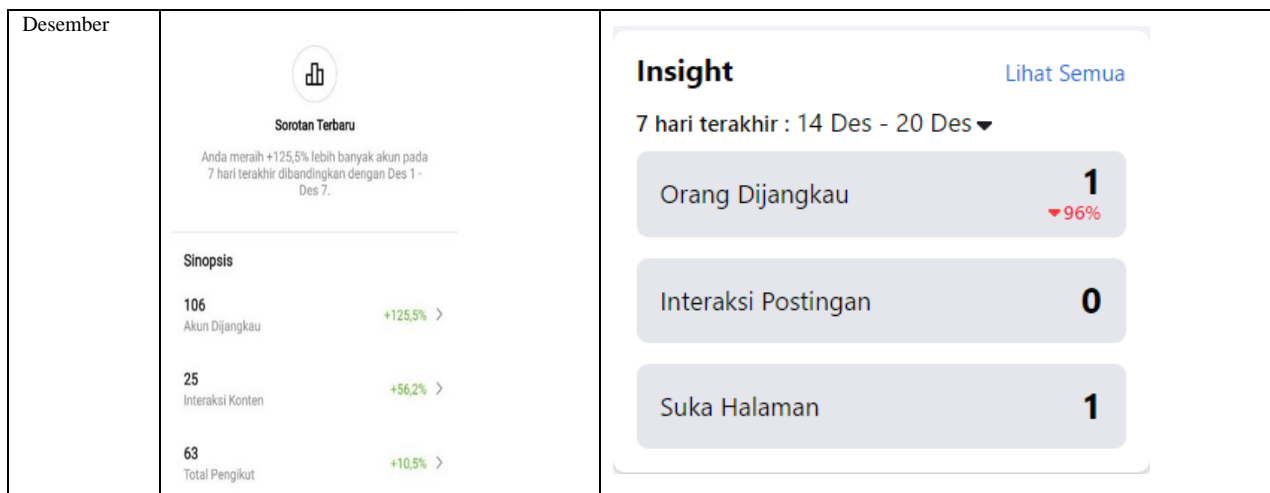 Desember
Sorotan Terbaru
Anda meraih +125,5% lebih banyak akun pada
7 hari terakhir dibandingkan dengan Des 1 -
Des 7.
Sinopsis
106
Akun Dijangkau
+125,5%
25
Interaksi Konten
+56,2%
63
Total Pengikut
+10,5%
Insight
Lihat Semua
7 hari terakhir : 14 Des - 20 Des
Orang Dijangkau
1
96%
Interaksi Postingan
0
Suka Halaman
1